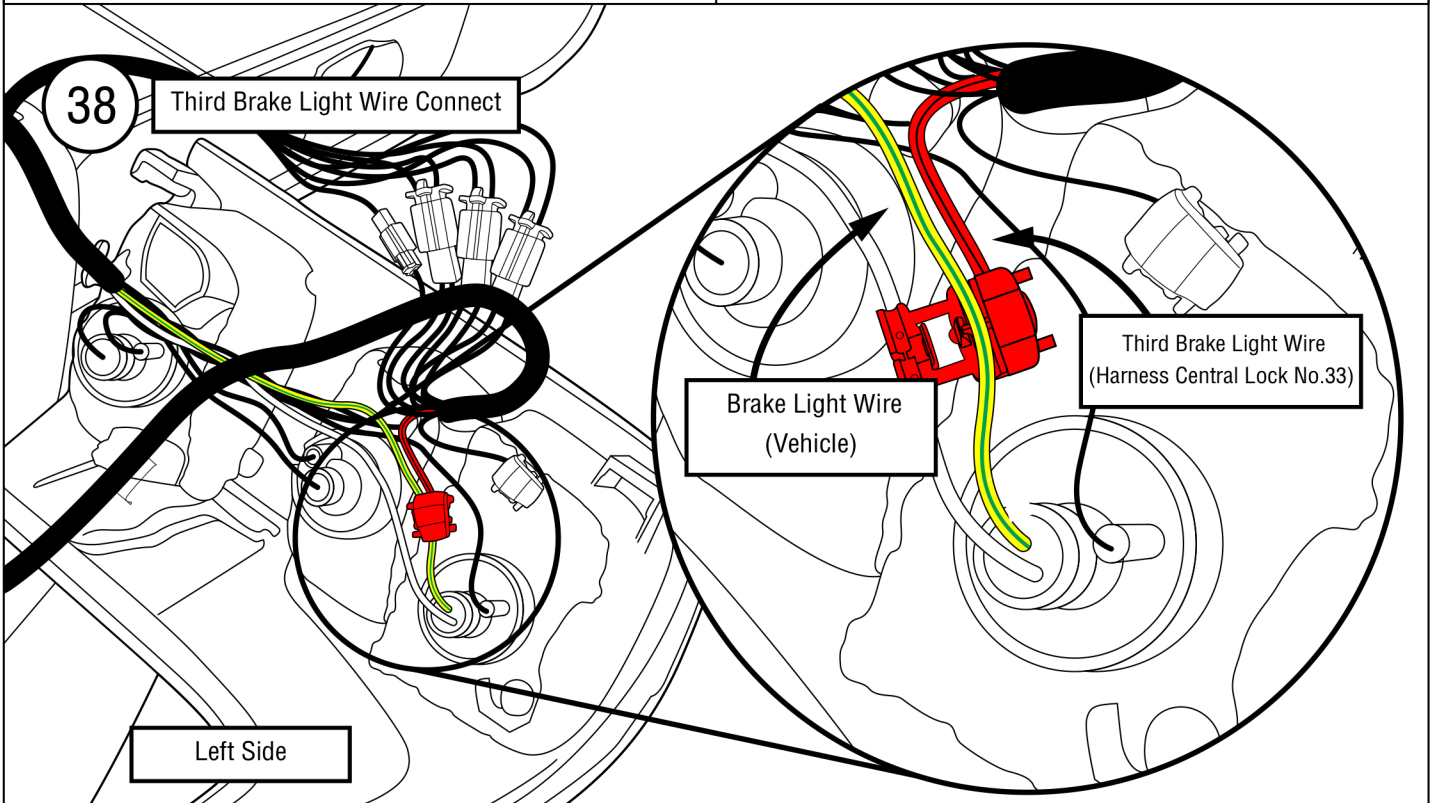 38
Third Brake Light Wire Connect
Brake Light Wire
(Vehicle)
Third Brake Light Wire
(Harness Central Lock No.33)
Left Side